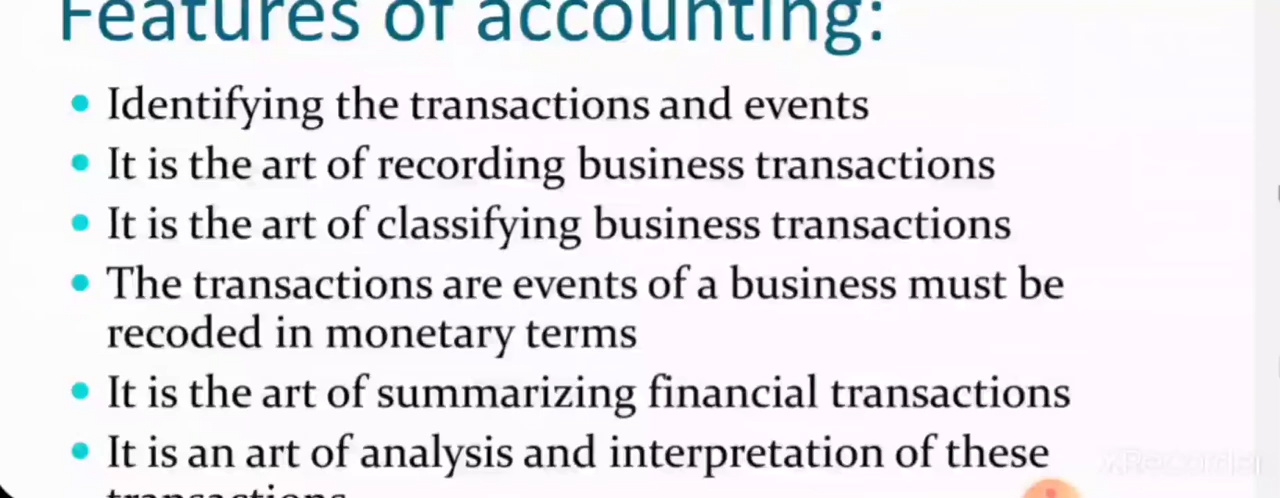 Features of accounting:
Identifying the transactions and events
It is the art of recording business transactions
It is the art of classifying business transactions
The transactions are events of a business must be
recoded in monetary terms
It is the art of summarizing financial transactions
It is an art of analysis and interpretation of these
transactions
XRecorder